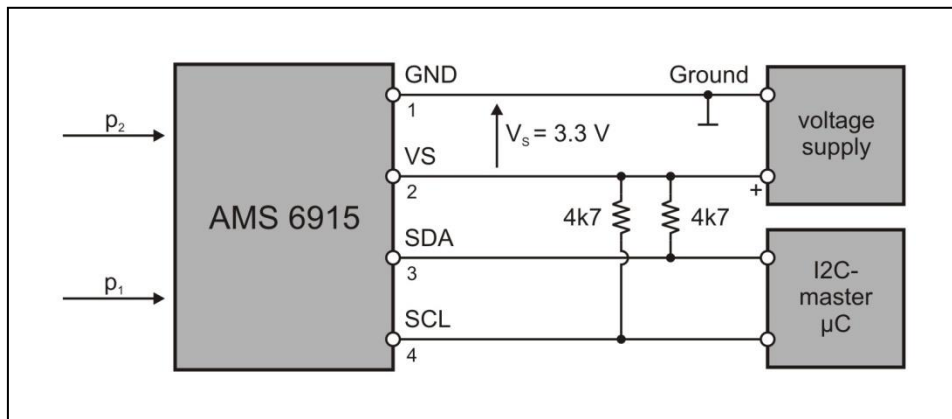 GND
Ground
1
p₂
Vₛ = 3.3 V
voltage
supply
VS
2
+
AMS 6915
4k7
4k7
SDA
3
I2C-
master
µC
p₁
SCL
4